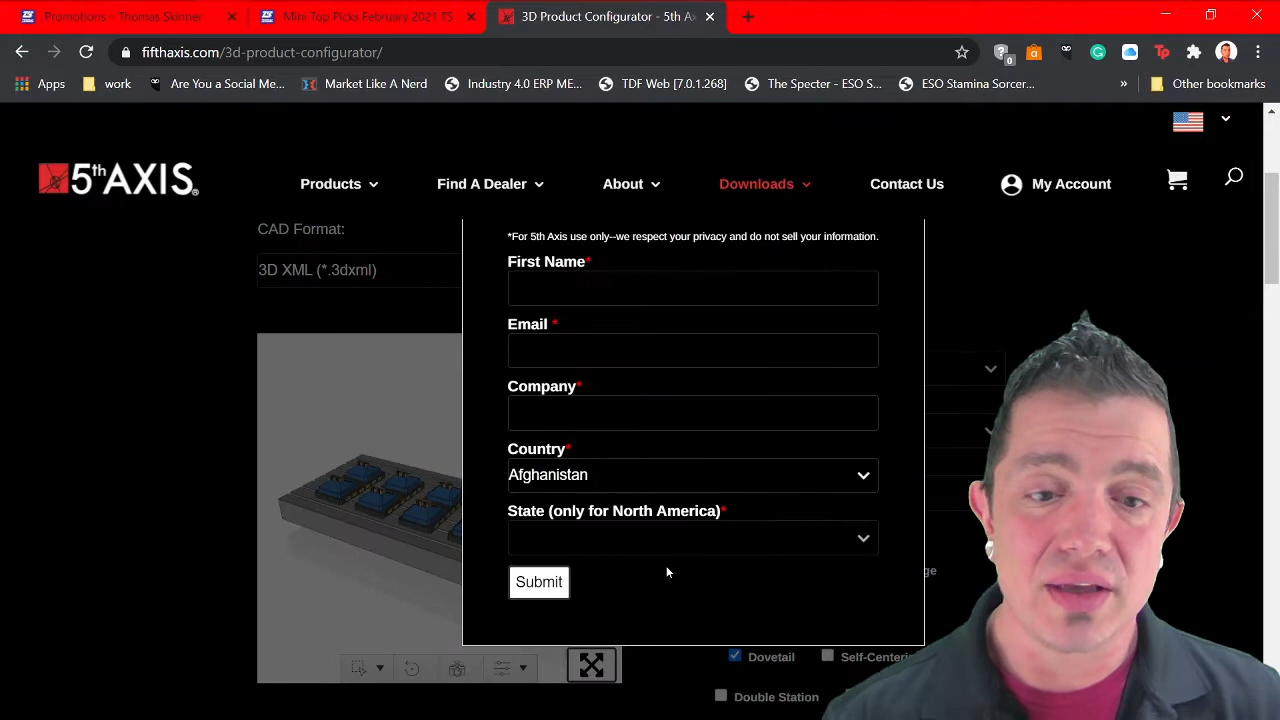 Promotions – Thomas Skinner
Mini Top Picks February 2021 TS
3D Product Configurator - 5th Ax
fifthaxis.com/3d-product-configurator/
0
Tp
Apps
work
Are You a Social Me...
Market Like A Nerd
Industry 4.0 ERP ME...
TDF Web [7.0.1.268]
The Specter - ESO S...
ESO Stamina Sorcer...
»
Other bookmarks
5th AXIS®
Products
Find A Dealer
About
Downloads
Contact Us
My Account
CAD Format:
3D XML (*.3dxml)
*For 5th Axis use only--we respect your privacy and do not sell your information.
First Name*
Email *
Company*
Country*
Afghanistan
State (only for North America)*
Submit
Dovetail
Self-Centerin
Double Station